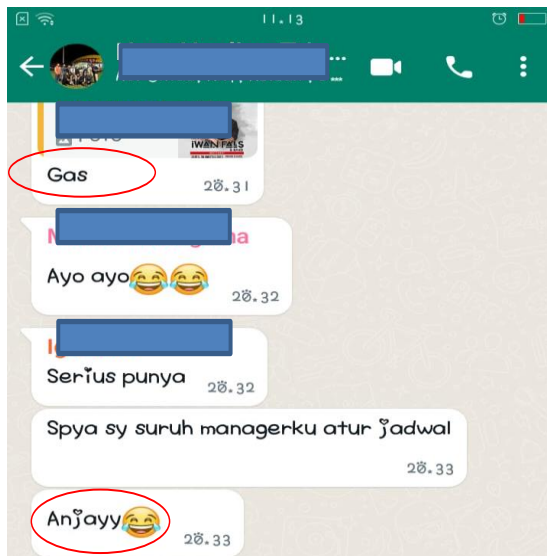 11.13
IWAN FALS
Gas
20.31
Ayo ayo😂😂
20.32
Serius punya
20.32
Spya sy suruh managerku atur jadwal
20.33
Anjayy😂
20.33